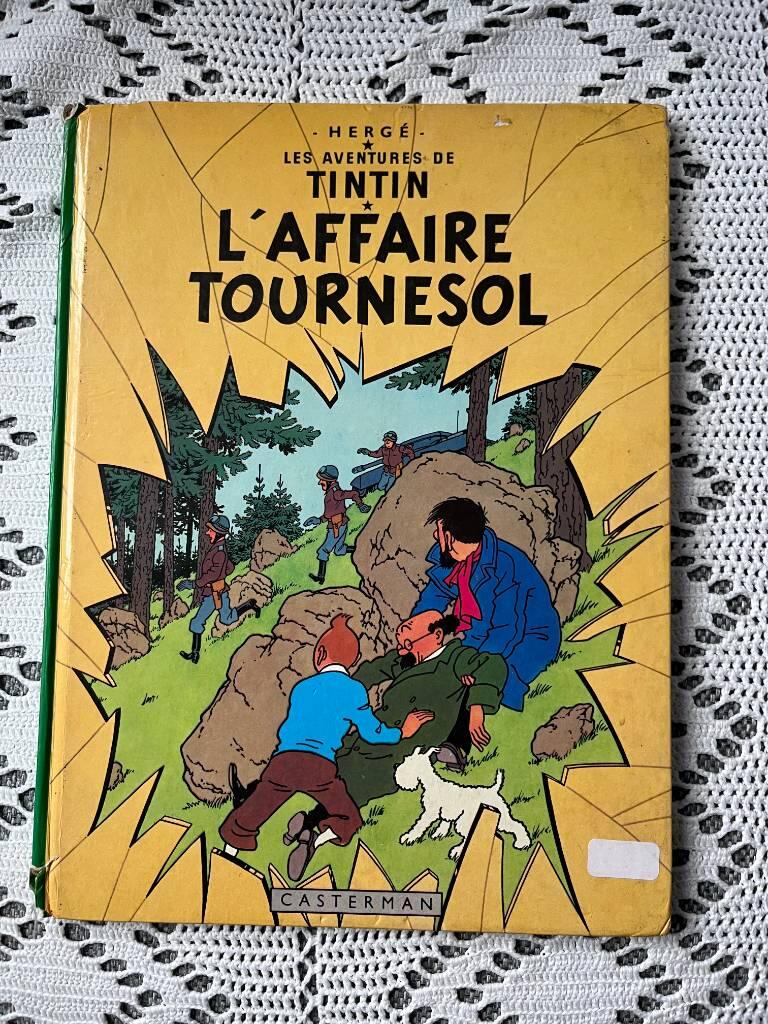 - HERGÉ -
LES AVENTURES DE
TINTIN
L'AFFAIRE
TOURNESOL
CASTERMAN